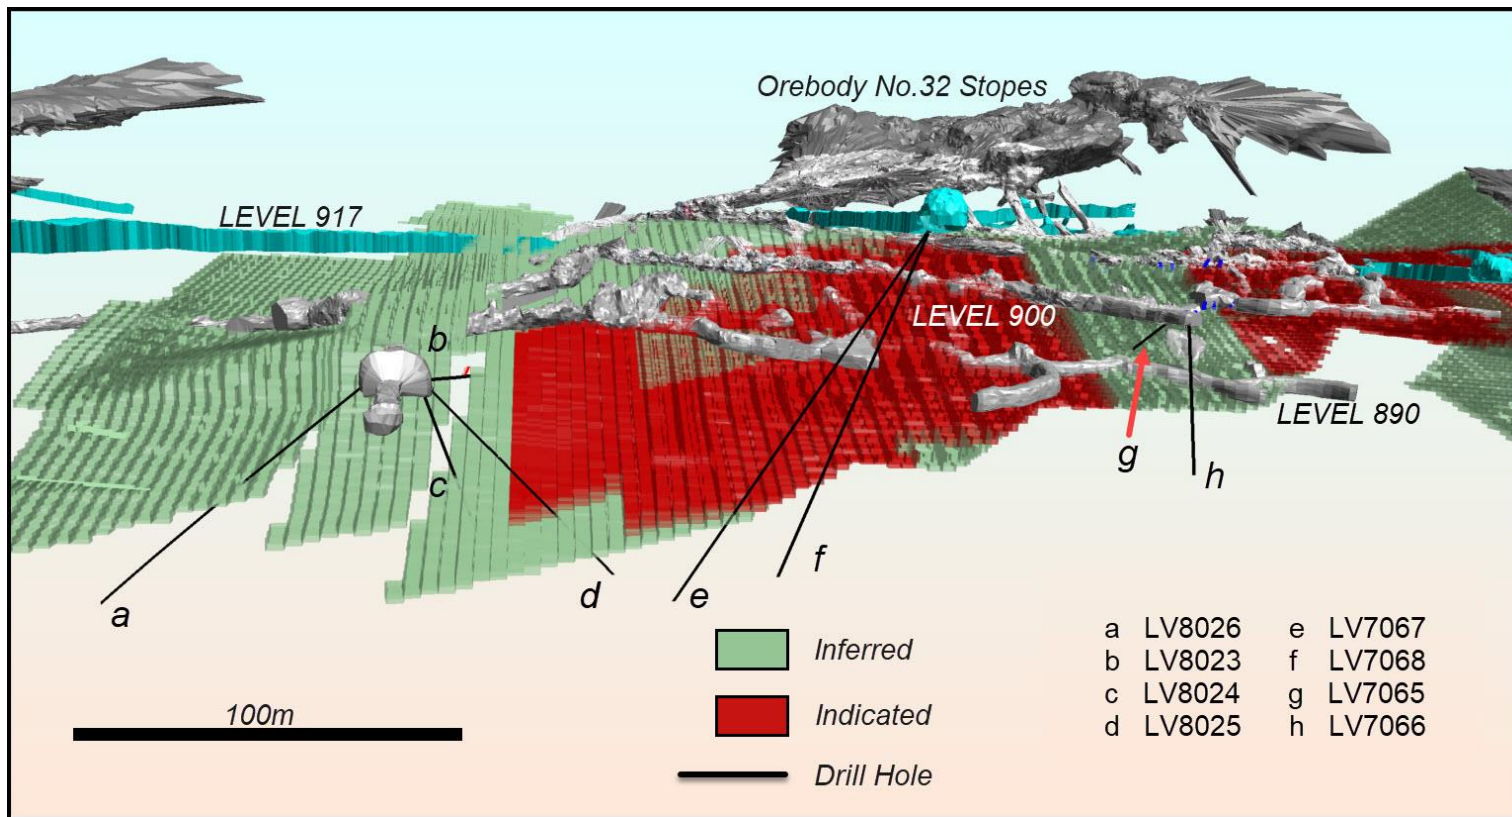 Orebody No.32 Stopes
LEVEL 917
LEVEL 900
b
LEVEL 890
g
h
c
f
d
e
a
Inferred
Indicated
Drill Hole
100m
a LV8026 e LV7067
b LV8023 f LV7068
c LV8024 g LV7065
d LV8025 h LV7066